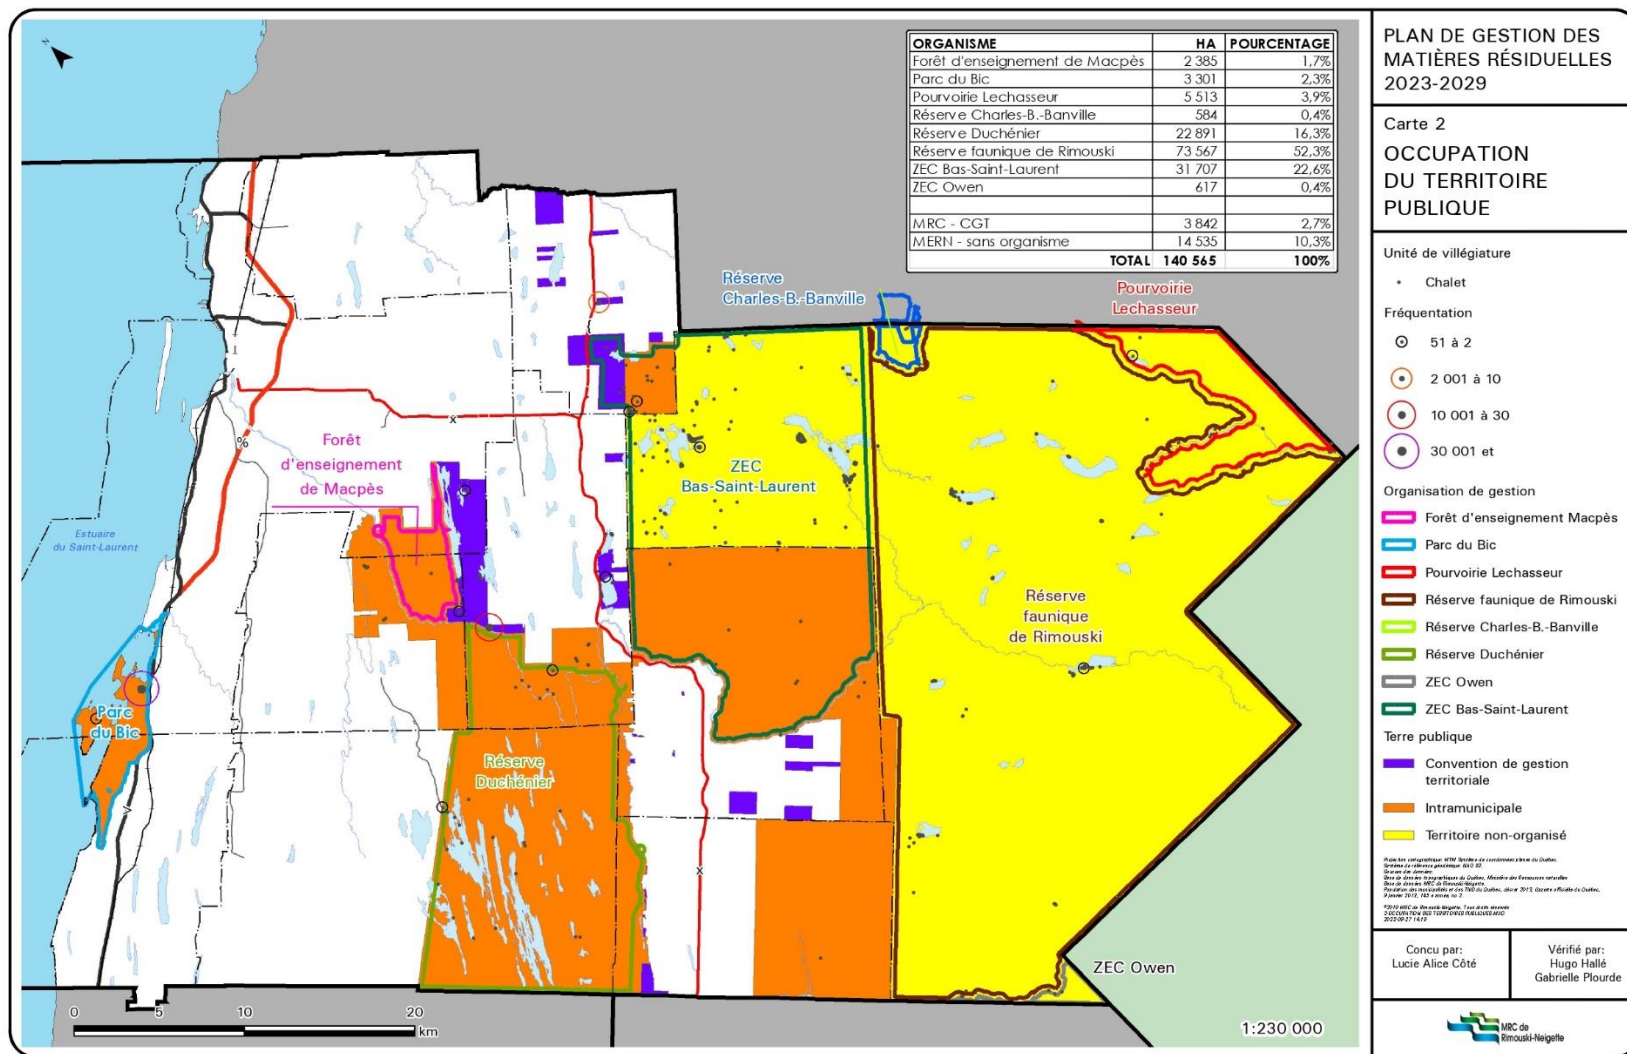 ORGANISME HA POURCENTAGE
Forêt d'enseignement de Macpès 2 385 1,7%
Parc du Bic 3 301 2,3%
Pourvoirie Lechasseur 5 513 3,9%
Réserve Charles-B.-Banville 584 0,4%
Réserve Duchénier 22 891 16,3%
Réserve faunique de Rimouski 73 567 52,3%
ZEC Bas-Saint-Laurent 31 707 22,6%
ZEC Owen 617 0,4%
MRC - CGT 3 842 2,7%
MERN - sans organisme 14 535 10,3%
TOTAL 140 565 100%
Réserve
Charles-B.-Banville
Pourvoirie
Lechasseur
Forêt
d'enseignement
de Macpès
ZEC
Bas-Saint-Laurent
Estuaire
du Saint-Laurent
Réserve
faunique
de Rimouski
Parc
du Bic
Réserve
Duchénier
ZEC Owen
0 5 10 20
km
1:230 000
PLAN DE GESTION DES
MATIÈRES RÉSIDUELLES
2023-2029
Carte 2
OCCUPATION
DU TERRITOIRE
PUBLIQUE
Unité de villégiature
Chalet
Fréquentation
51 à 2
2 001 à 10
10 001 à 30
30 001 et
Organisation de gestion
Forêt d'enseignement Macpès
Parc du Bic
Pourvoirie Lechasseur
Réserve faunique de Rimouski
Réserve Charles-B.-Banville
Réserve Duchénier
ZEC Owen
ZEC Bas-Saint-Laurent
Terre publique
Convention de gestion
territoriale
Intramunicipale
Territoire non-organisé
Concu par:
Lucie Alice Côté
Vérifié par:
Hugo Hallé
Gabrielle Plourde
MRC de
Rimouski-Neigette